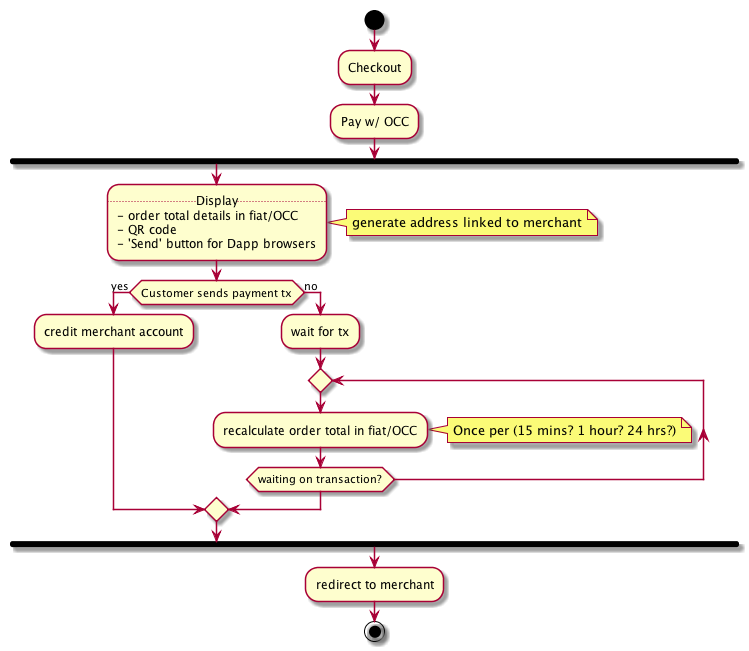 Checkout
Pay w/ OCC
Display
- order total details in fiat/OCC
- QR code
- 'Send' button for Dapp browsers
generate address linked to merchant
yes
Customer sends payment tx
no
credit merchant account
wait for tx
recalculate order total in fiat/OCC
Once per (15 mins? 1 hour? 24 hrs?)
waiting on transaction?
redirect to merchant